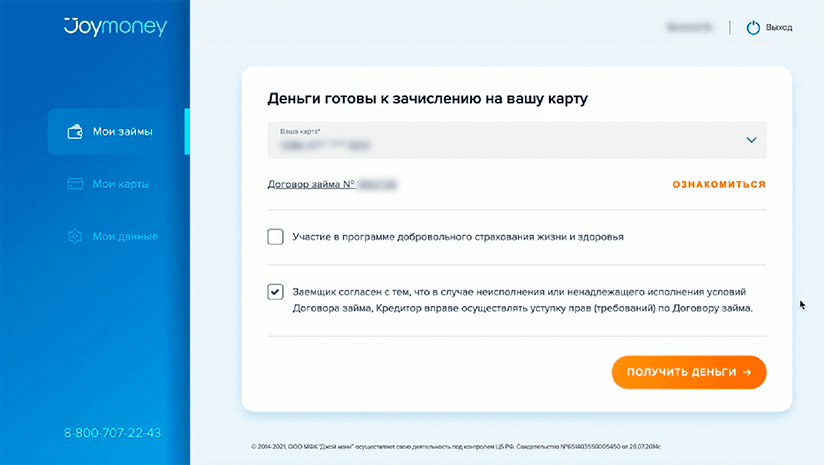 Joymoney
Выход
Мои займы
Мои карты
Мои данные
8-800-707-22-43
Деньги готовы к зачислению на вашу карту
Ваша карта*
Договор займа №
ОЗНАКОМИТЬСЯ
Участие в программе добровольного страхования жизни и здоровья
Заемщик согласен с тем, что в случае неисполнения или ненадлежащего исполнения условий
Договора займа, Кредитор вправе осуществлять уступку прав (требований) по Договору займа.
ПОЛУЧИТЬ ДЕНЬГИ →
© 2014-2021, ООО МФК "Джой мани" осуществляет свою деятельность под контролем ЦБ РФ. Свидетельство №651403550005450 от 28.07.2014г.